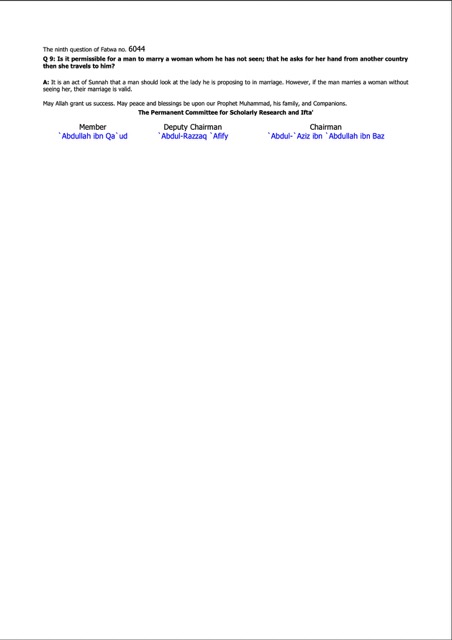 The ninth question of Fatwa no. 6044
Q 9: Is it permissible for a man to marry a woman whom he has not seen; that he asks for her hand from another country
then she travels to him?
A: It is an act of Sunnah that a man should look at the lady he is proposing to in marriage. However, if the man marries a woman without
seeing her, their marriage is valid.
May Allah grant us success. May peace and blessings be upon our Prophet Muhammad, his family, and Companions.
The Permanent Committee for Scholarly Research and Ifta'
Member Deputy Chairman Chairman
`Abdullah ibn Qa`ud `Abdul-Razzaq `Afify `Abdul-`Aziz ibn `Abdullah ibn Baz